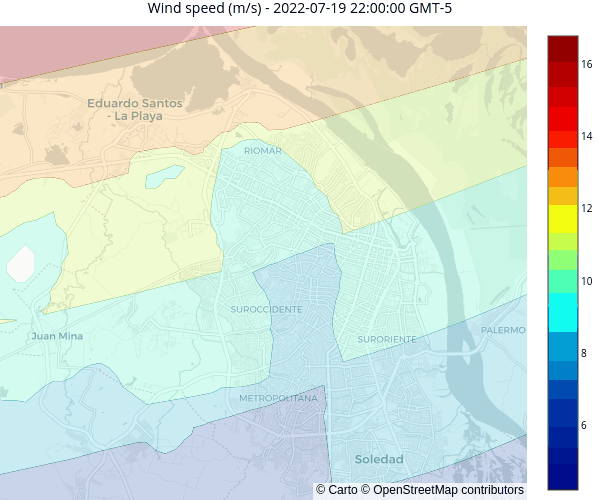 Wind speed (m/s) - 2022-07-19 22:00:00 GMT-5
16
Eduardo Santos
- La Playa
14
RIOMAR
12
10
SUROCCIDENTE
PALERMO
Juan Mina
SURORIENTE
8
METROPOLITANA
6
Soledad
© Carto © OpenStreetMap contributors